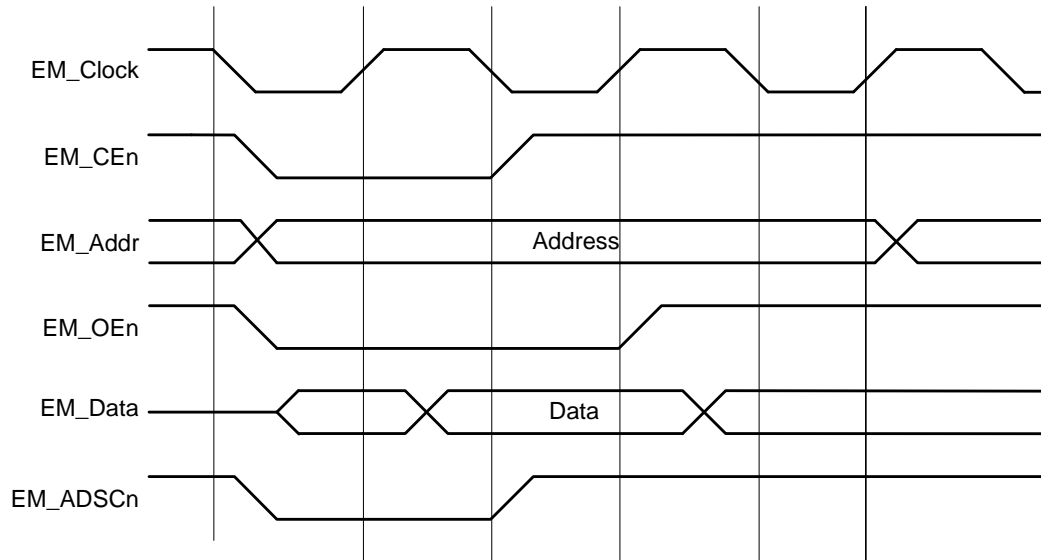 EM_Clock
EM_CEn
EM_Addr
Address
EM_OEn
EM_Data
Data
EM_ADSCn